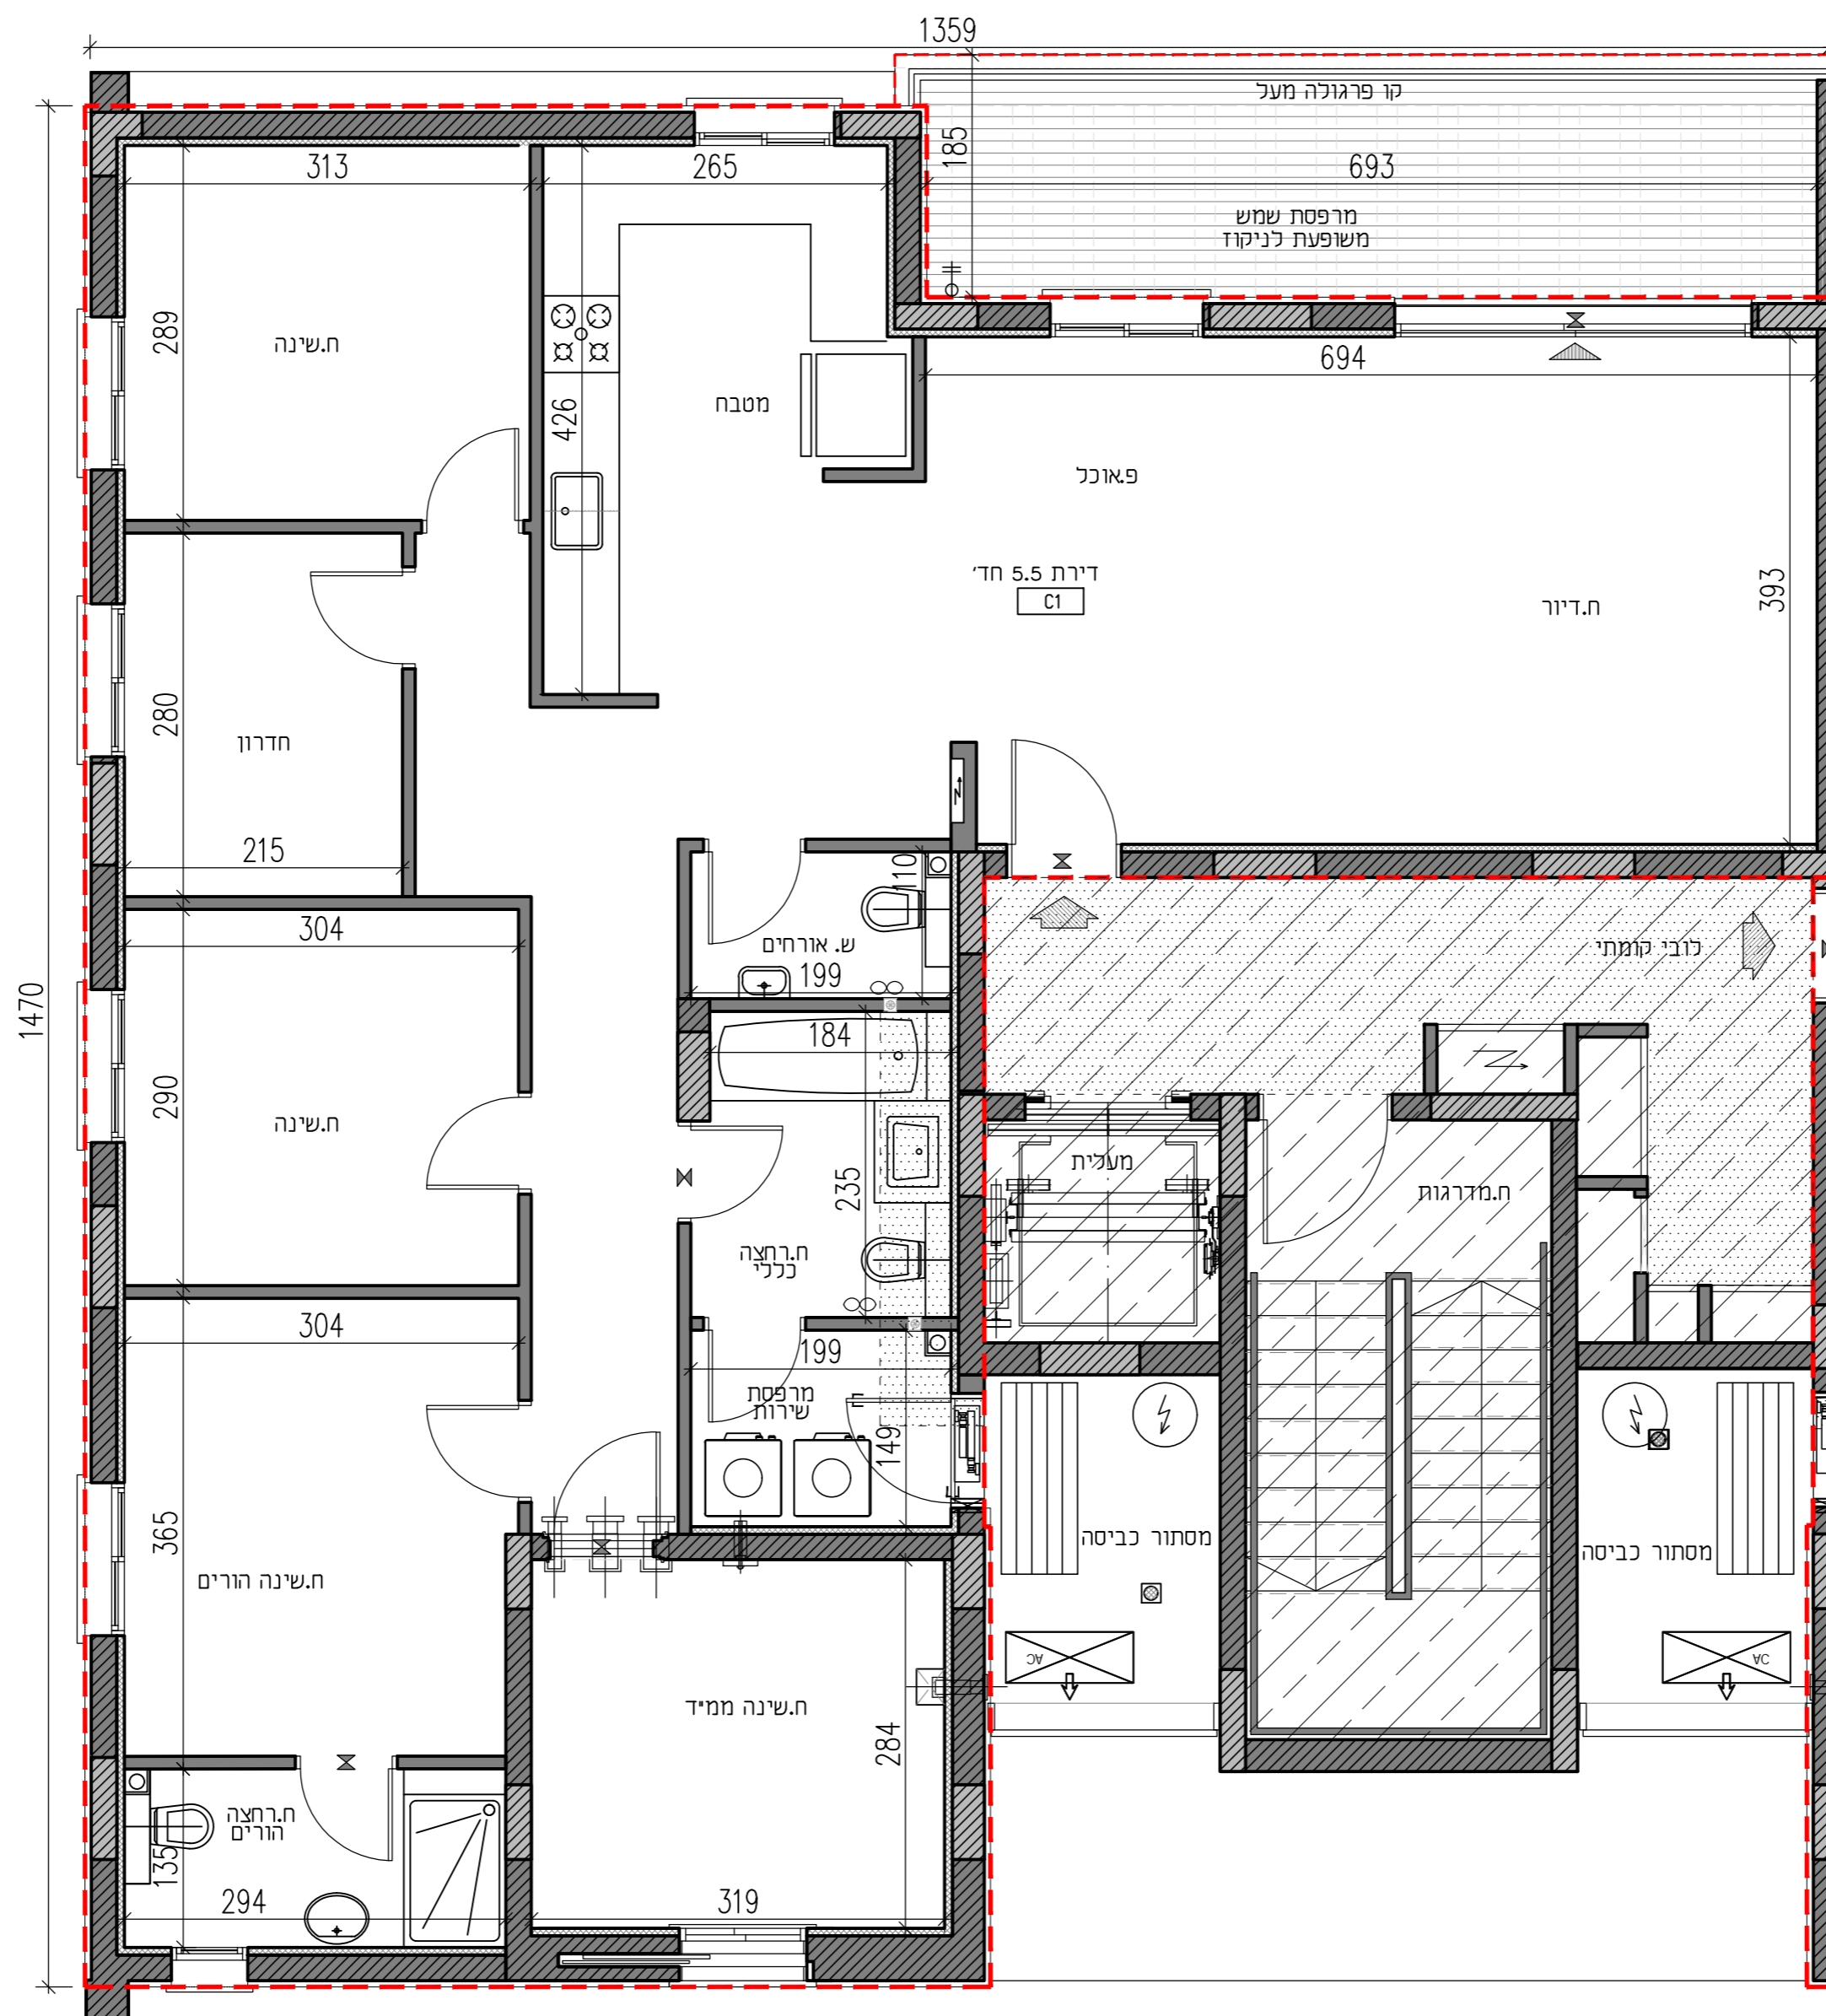 1359
קו פרגולה מעל
185
313
265
693
מרפסת שמש
משופעת לניקוז
289
ח.שינה
694
426
מטבח
פ.אוכל
דירת 5.5 חד'
C1
393
ח.דיור
280
חדרון
215
110
304
ש. אורחים
199
לובי קומתי
1470
184
290
ח.שינה
235
מעלית
ח.מדרגות
ח.רחצה
כללי
304
199
מרפסת
שירות
149
365
מסתור כביסה
מסתור כביסה
ח.שינה הורים
AC
AC
ח.שינה ממ"ד
284
ח.רחצה
הורים
135
294
319